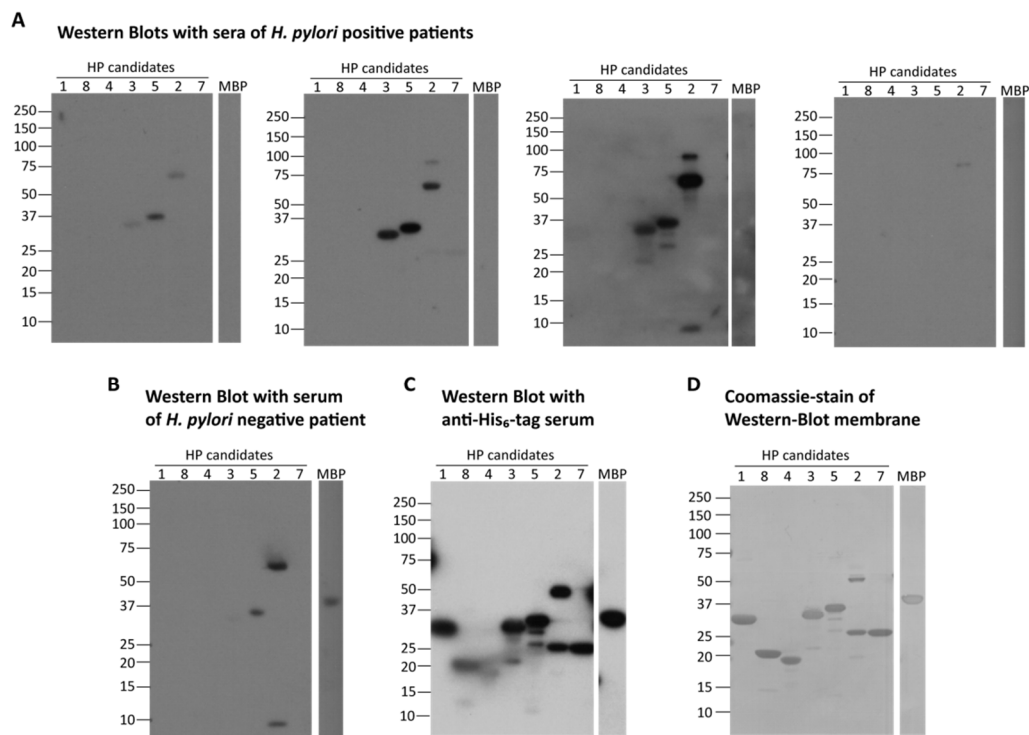 A
Western Blots with sera of H. pylori positive patients
HP candidates
1 8 4 3 5 2 7 MBP
250
150
100
75
50
37
25
20
15
10
HP candidates
1 8 4 3 5 2 7 MBP
250
150
100
75
50
37
25
20
15
10
HP candidates
1 8 4 3 5 2 7 MBP
250
150
100
75
50
37
25
20
15
10
HP candidates
1 8 4 3 5 2 7 MBP
250
150
100
75
50
37
25
20
15
10
B
Western Blot with serum
of H. pylori negative patient
HP candidates
1 8 4 3 5 2 7 MBP
250
150
100
75
50
37
25
20
15
10
C
Western Blot with
anti-His₆-tag serum
HP candidates
1 8 4 3 5 2 7 MBP
250
150
100
75
50
37
25
20
15
10
D
Coomassie-stain of
Western-Blot membrane
HP candidates
1 8 4 3 5 2 7 MBP
250
150
100
75
50
37
25
20
15
10